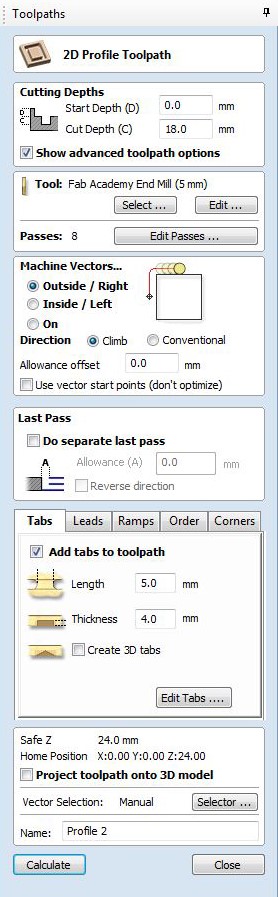 Toolpaths
2D Profile Toolpath
Cutting Depths
Start Depth (D) 0.0 mm
D
C
Cut Depth (C) 18.0 mm
Show advanced toolpath options
Tool: Fab Academy End Mill (5 mm)
Select ... Edit ...
Passes: 8 Edit Passes ...
Machine Vectors...
Outside / Right
Inside / Left
On
Direction Climb Conventional
Allowance offset 0.0 mm
Use vector start points (don't optimize)
Last Pass
Do separate last pass
A Allowance (A) 0.0 mm
Reverse direction
Tabs Leads Ramps Order Corners
Add tabs to toolpath
Length 5.0 mm
Thickness 4.0 mm
Create 3D tabs
Edit Tabs ....
Safe Z 24.0 mm
Home Position X:0.00 Y:0.00 Z:24.00
Project toolpath onto 3D model
Vector Selection: Manual Selector ...
Name: Profile 2
Calculate Close